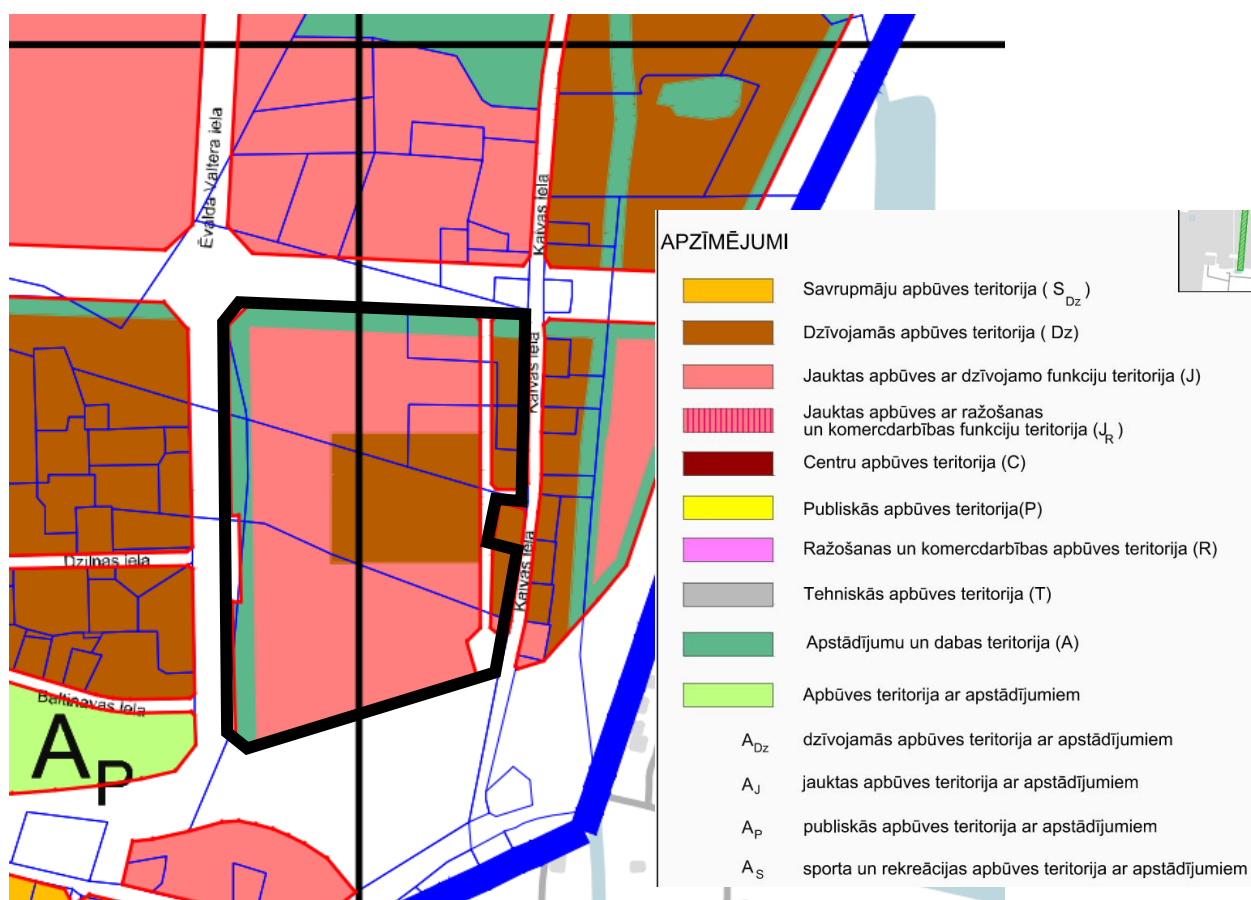 Ēvalda Valtera iela
Kaivas iela
Kaivas iela
Kaivas iela
Kaivas iela
Dzilnas iela
Baltinavas iela
AP
APZĪMĒJUMI
Savrupmāju apbūves teritorija ( SDz )
Dzīvojamās apbūves teritorija ( Dz)
Jauktas apbūves ar dzīvojamo funkciju teritorija (J)
Jauktas apbūves ar ražošanas
un komercdarbības funkciju teritorija (JR )
Centru apbūves teritorija (C)
Publiskās apbūves teritorija(P)
Ražošanas un komercdarbības apbūves teritorija (R)
Tehniskās apbūves teritorija (T)
Apstādījumu un dabas teritorija (A)
Apbūves teritorija ar apstādījumiem
ADz dzīvojamās apbūves teritorija ar apstādījumiem
AJ jauktas apbūves teritorija ar apstādījumiem
AP publiskās apbūves teritorija ar apstādījumiem
AS sporta un rekreācijas apbūves teritorija ar apstādījumiem